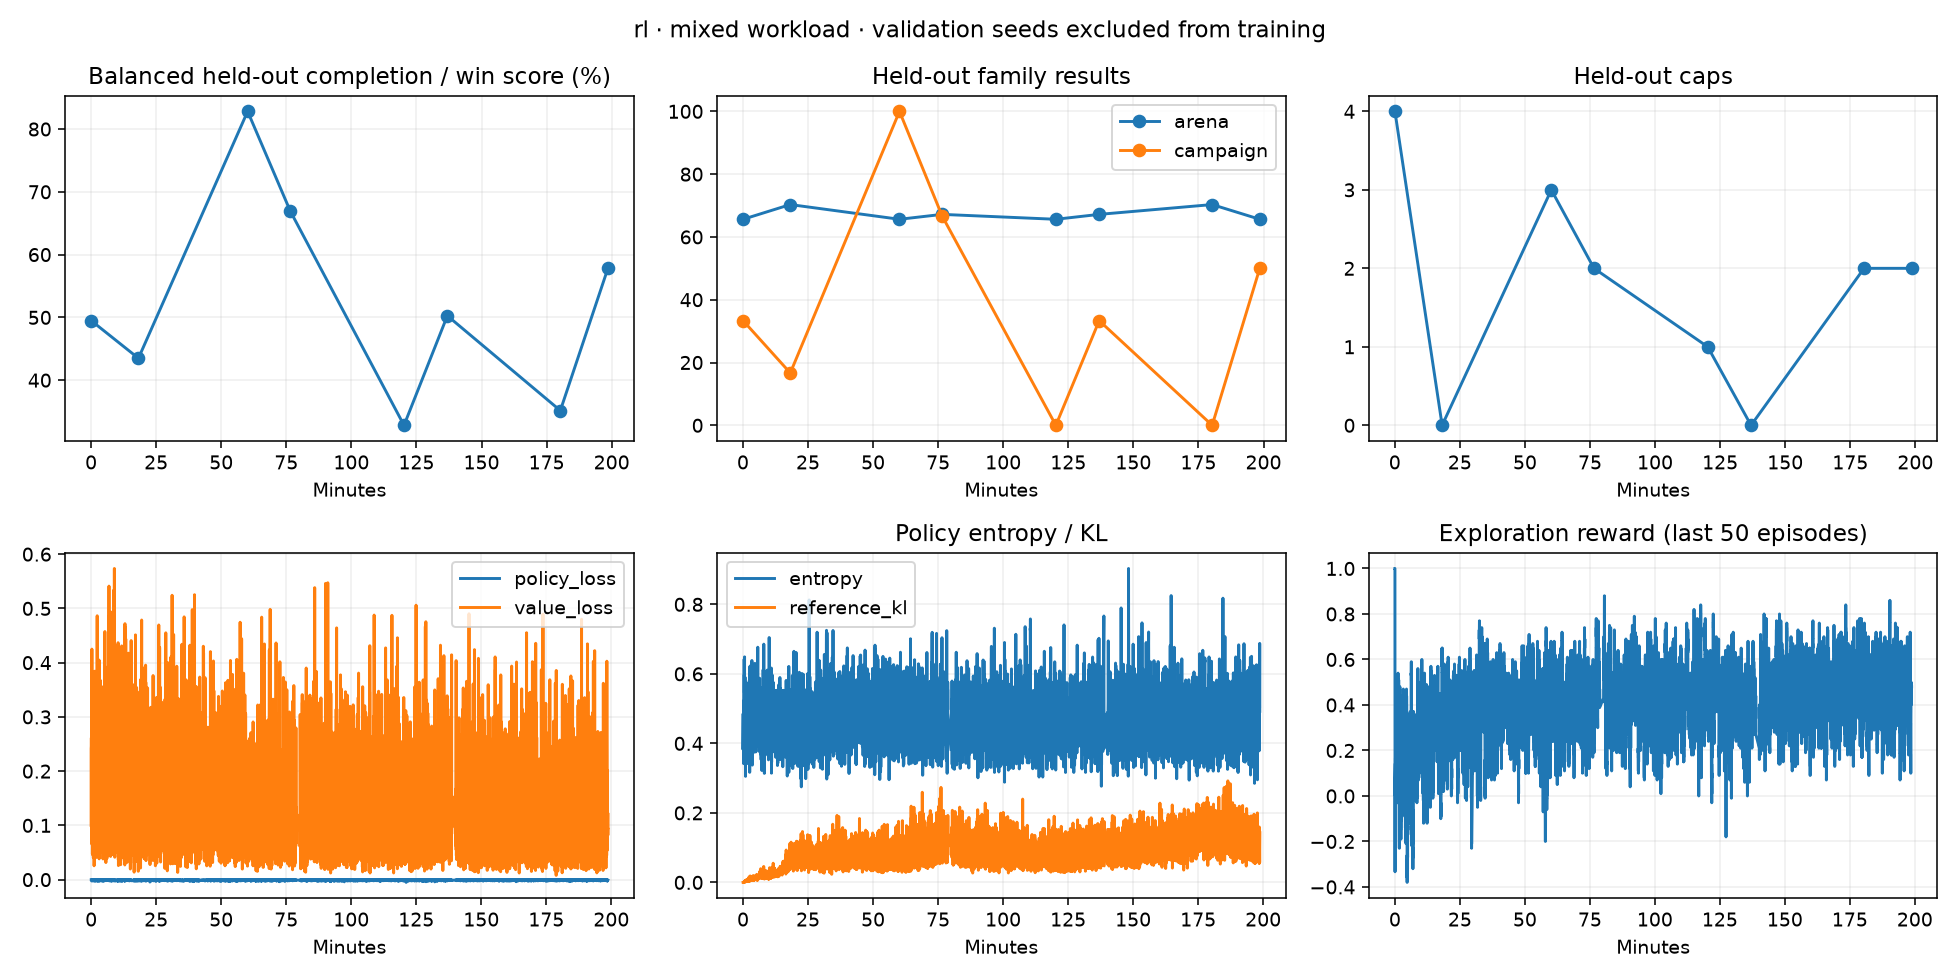 rl · mixed workload · validation seeds excluded from training
Balanced held-out completion / win score (%)
80
70
60
50
40
0 25 50 75 100 125 150 175 200
Minutes
Held-out family results
arena
campaign
100
80
60
40
20
0
0 25 50 75 100 125 150 175 200
Minutes
Held-out caps
4
3
2
1
0
0 25 50 75 100 125 150 175 200
Minutes
policy_loss
value_loss
0.6
0.5
0.4
0.3
0.2
0.1
0.0
0 25 50 75 100 125 150 175 200
Minutes
Policy entropy / KL
entropy
reference_kl
0.8
0.6
0.4
0.2
0.0
0 25 50 75 100 125 150 175 200
Minutes
Exploration reward (last 50 episodes)
1.0
0.8
0.6
0.4
0.2
0.0
−0.2
−0.4
0 25 50 75 100 125 150 175 200
Minutes